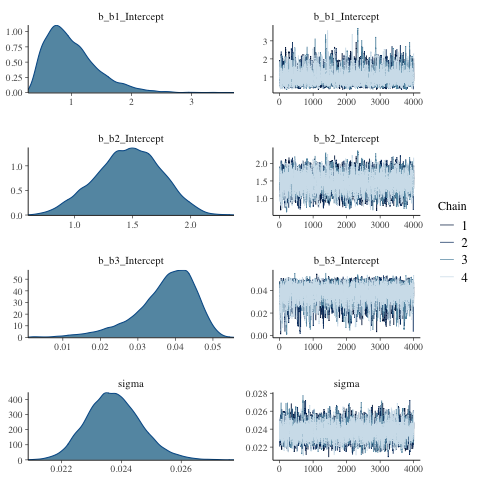 b_b1_Intercept
1.00
0.75
0.50
0.25
0.00
1 2 3
b_b1_Intercept
3
2
1
0 1000 2000 3000 4000
b_b2_Intercept
1.0
0.5
0.0
1.0 1.5 2.0
b_b2_Intercept
2.0
1.5
1.0
0 1000 2000 3000 4000
Chain
1
2
3
4
b_b3_Intercept
50
40
30
20
10
0
0.01 0.02 0.03 0.04 0.05
b_b3_Intercept
0.04
0.02
0.00
0 1000 2000 3000 4000
sigma
400
300
200
100
0
0.022 0.024 0.026
sigma
0.028
0.026
0.024
0.022
0 1000 2000 3000 4000